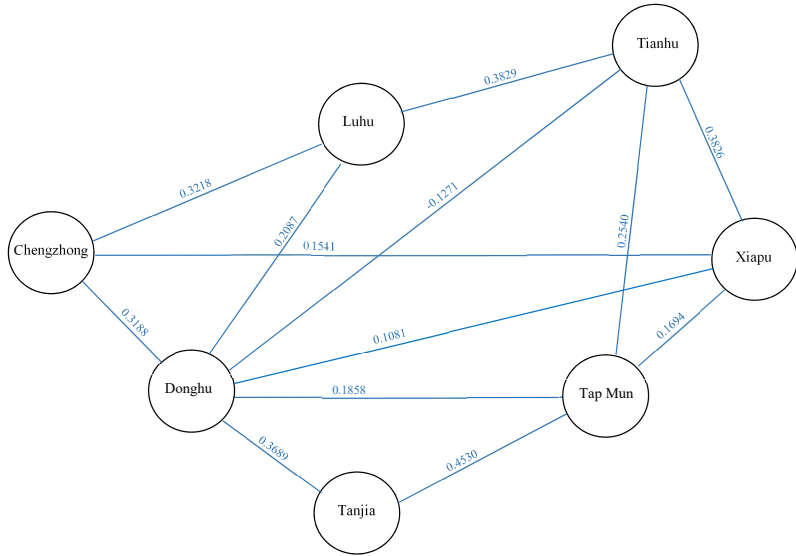 Tianhu
0.3829
Luhu
0.3826
0.3218
-0.1271
0.2087
0.2540
Chengzhong
0.1541
Xiapu
0.3188
0.1081
0.1694
Donghu
0.1858
Tap Mun
0.3689
0.4530
Tanjia